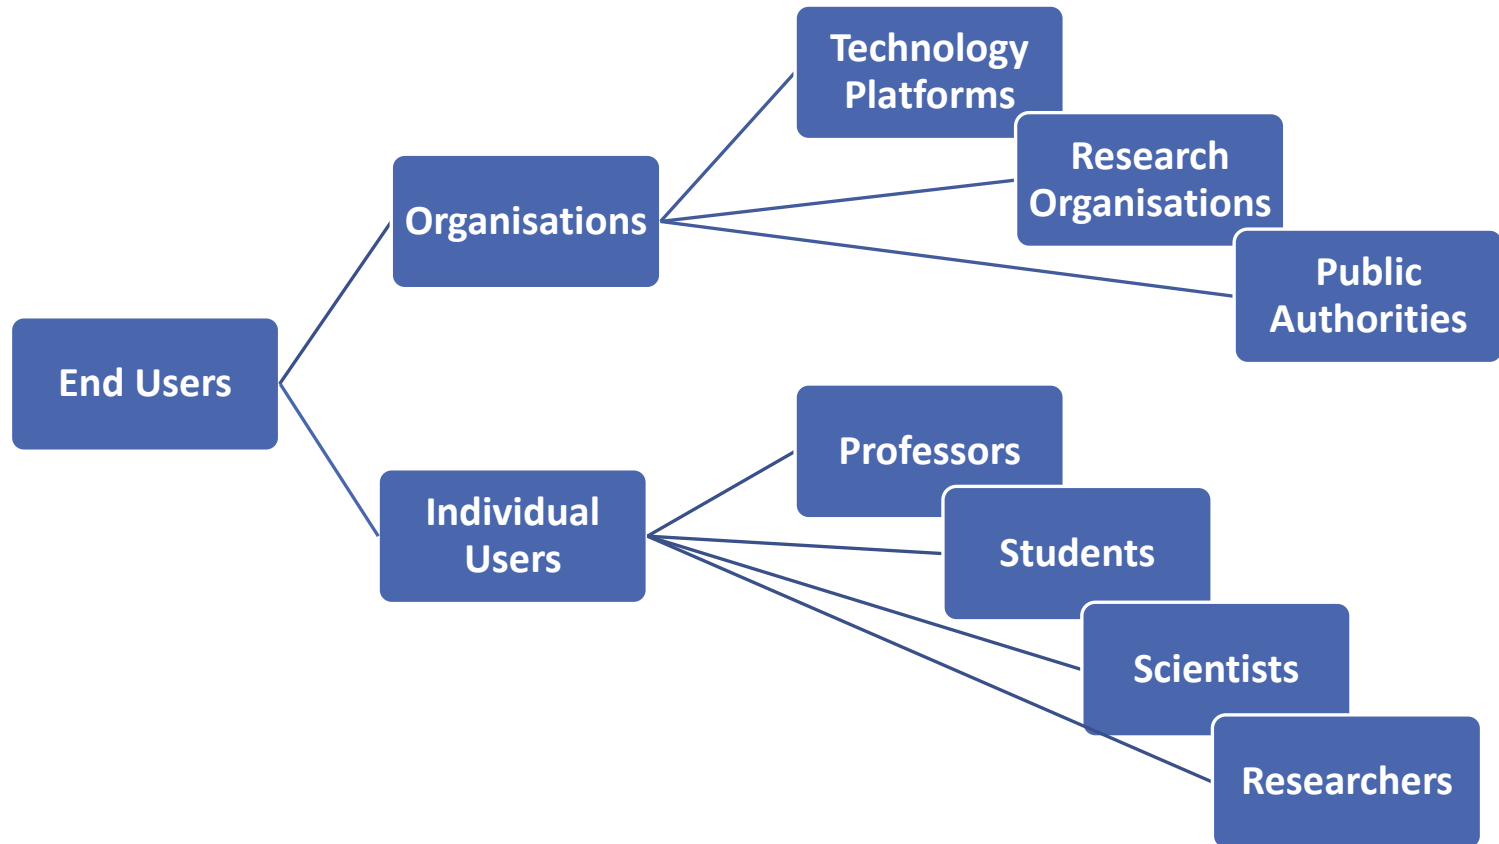 End Users
Organisations
Technology
Platforms
Research
Organisations
Public
Authorities
Individual
Users
Professors
Students
Scientists
Researchers